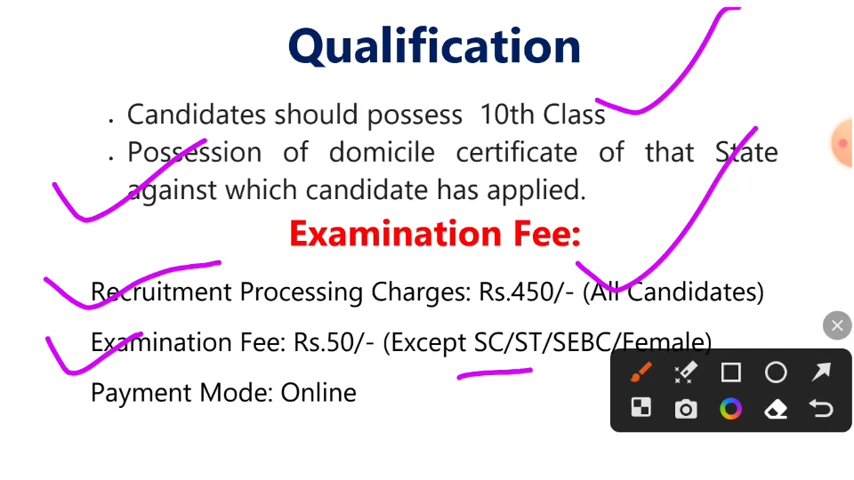 Qualification
• Candidates should possess 10th Class
• Possession of domicile certificate of that State
against which candidate has applied.
Examination Fee:
Recruitment Processing Charges: Rs.450/- (All Candidates)
Examination Fee: Rs.50/- (Except SC/ST/SEBC/Female)
Payment Mode: Online